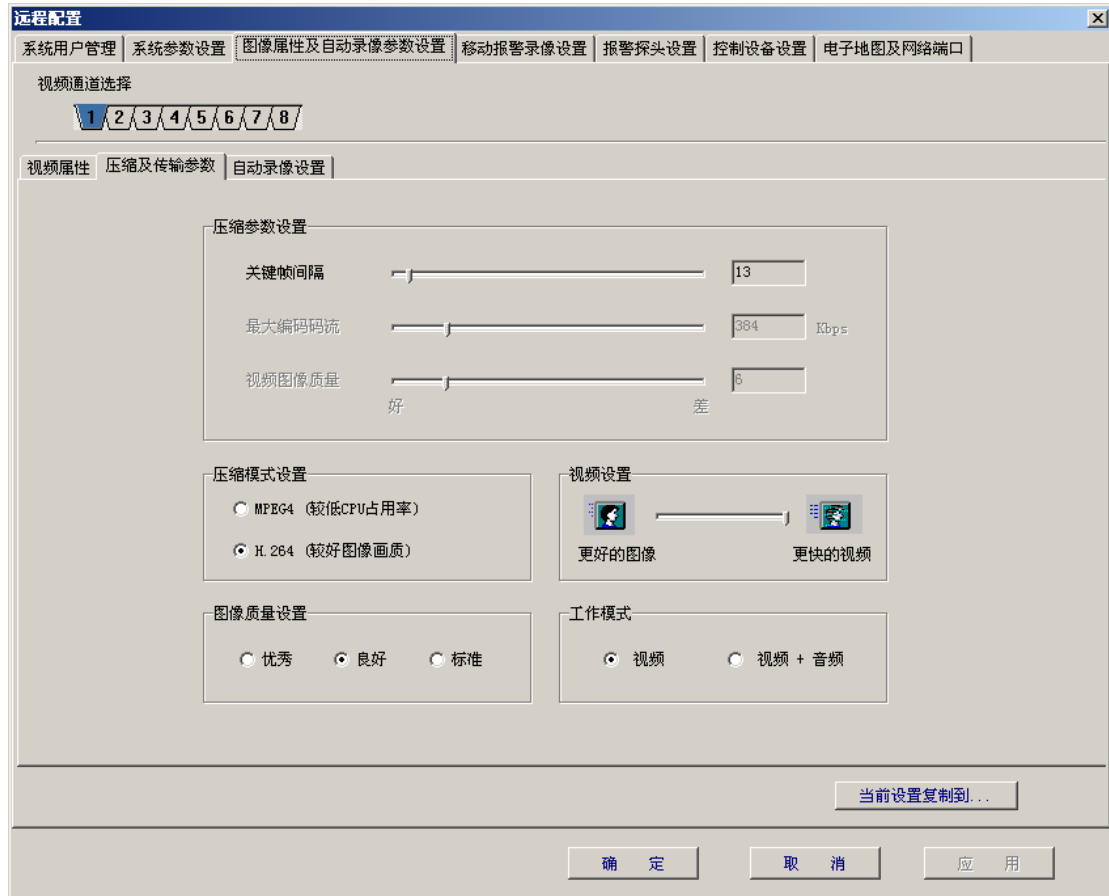 远程配置
系统用户管理 系统参数设置 图像属性及自动录像参数设置 移动报警录像设置 报警探头设置 控制设备设置 电子地图及网络端口
视频通道选择
1 2 3 4 5 6 7 8
视频属性 压缩及传输参数 自动录像设置
压缩参数设置
关键帧间隔 13
最大编码码流 384 Kbps
视频图像质量 6
好 差
压缩模式设置 视频设置
MPEG4 (较低CPU占用率)
H.264 (较好图像画质)
更好的图像 更快的视频
图像质量设置 工作模式
优秀 良好 标准 视频 视频 + 音频
当前设置复制到...
确 定 取 消 应 用